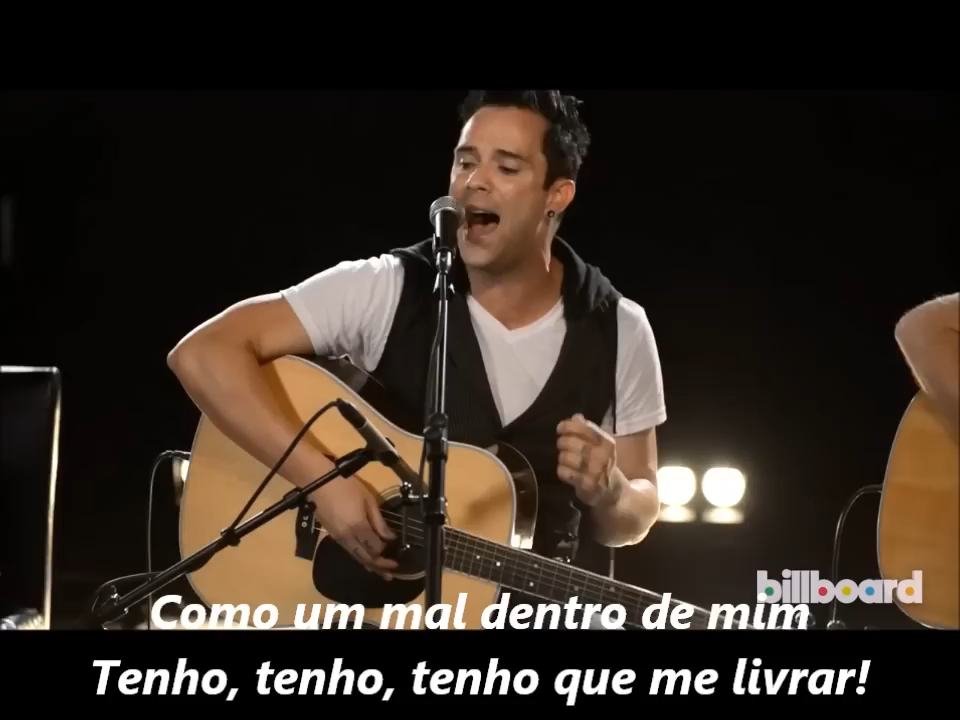 billboard
Como um mal dentro de mim
Tenho, tenho, tenho que me livrar!